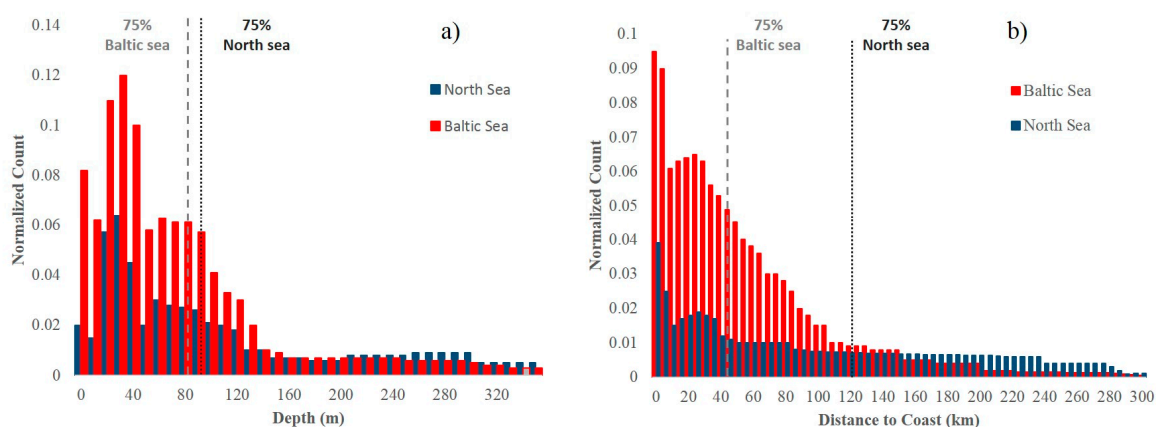 0.14
0.12
0.1
0.08
0.06
0.04
0.02
0
Normalized Count
75%
Baltic sea
75%
North sea
a)
North Sea
Baltic Sea
0 40 80 120 160 200 240 280 320
Depth (m)
0.1
0.09
0.08
0.07
0.06
0.05
0.04
0.03
0.02
0.01
0
Normalized Count
75%
Baltic sea
75%
North sea
b)
Baltic Sea
North Sea
0 20 40 60 80 100 120 140 160 180 200 220 240 260 280 300
Distance to Coast (km)